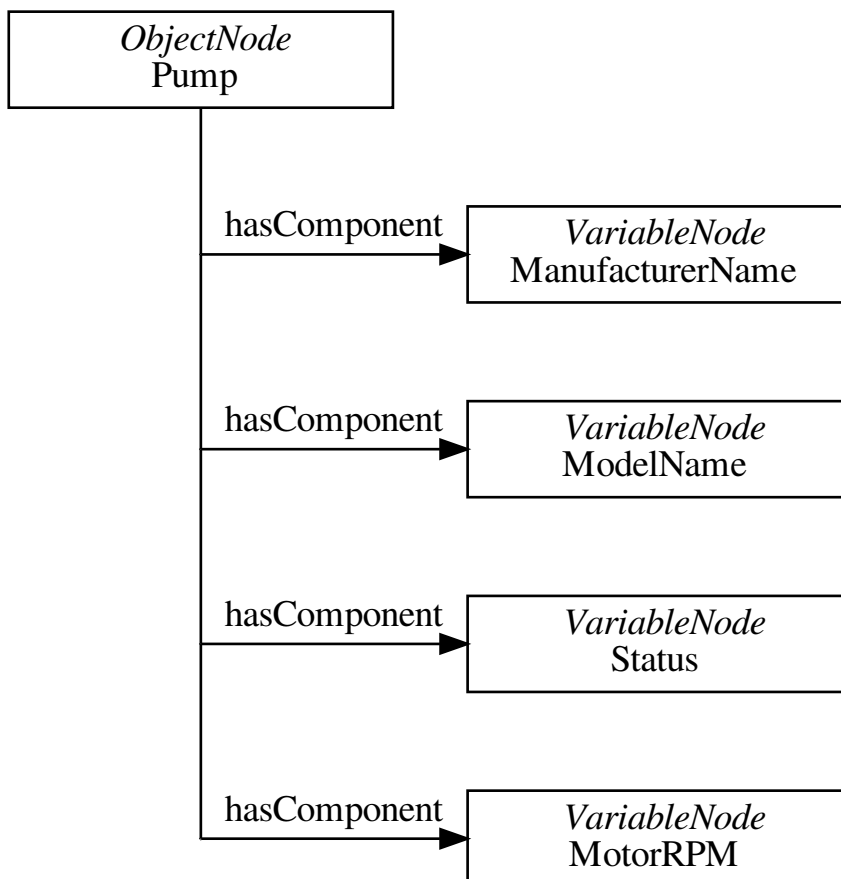 ObjectNode
Pump
hasComponent
VariableNode
ManufacturerName
hasComponent
VariableNode
ModelName
hasComponent
VariableNode
Status
hasComponent
VariableNode
MotorRPM